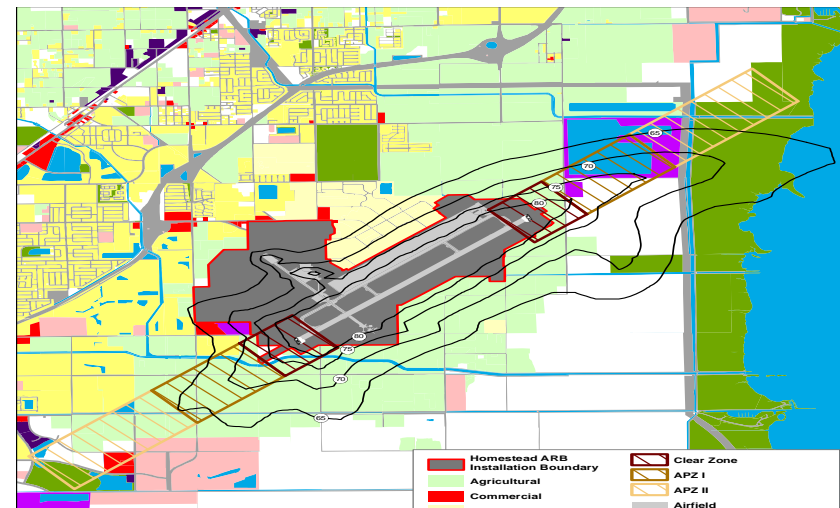 65
70
75
80
80
75
70
65
Homestead ARB
Installation Boundary
Agricultural
Commercial
Clear Zone
APZ I
APZ II
Airfield